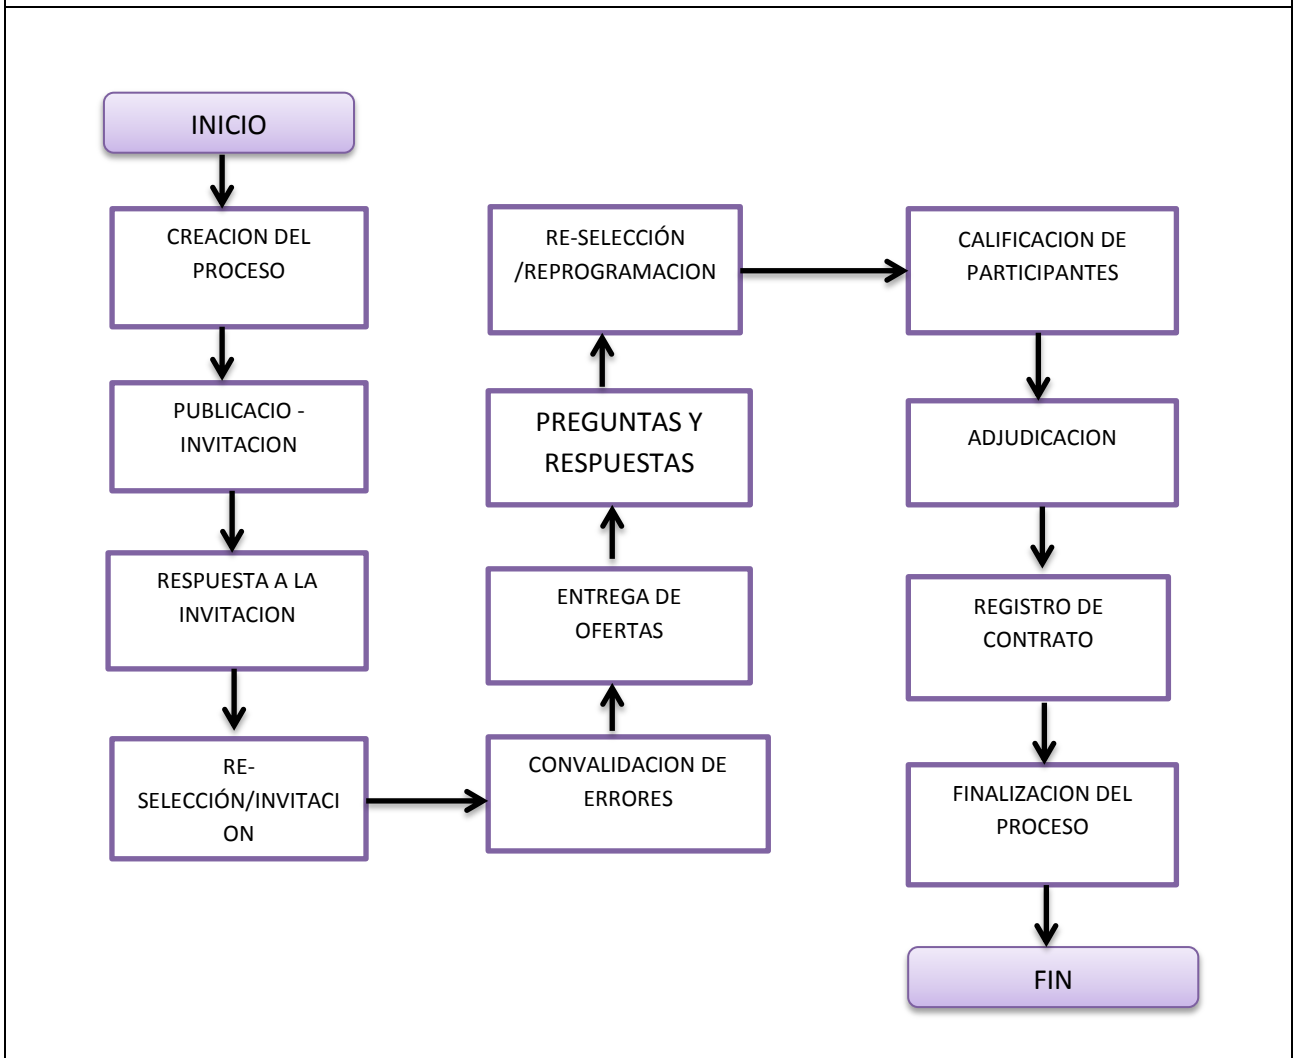 INICIO
CREACION DEL
PROCESO
PUBLICACIO -
INVITACION
RESPUESTA A LA
INVITACION
RE-
SELECCIÓN/INVITACI
ON
CONVALIDACION DE
ERRORES
ENTREGA DE
OFERTAS
PREGUNTAS Y
RESPUESTAS
RE-SELECCIÓN
/REPROGRAMACION
CALIFICACION DE
PARTICIPANTES
ADJUDICACION
REGISTRO DE
CONTRATO
FINALIZACION DEL
PROCESO
FIN